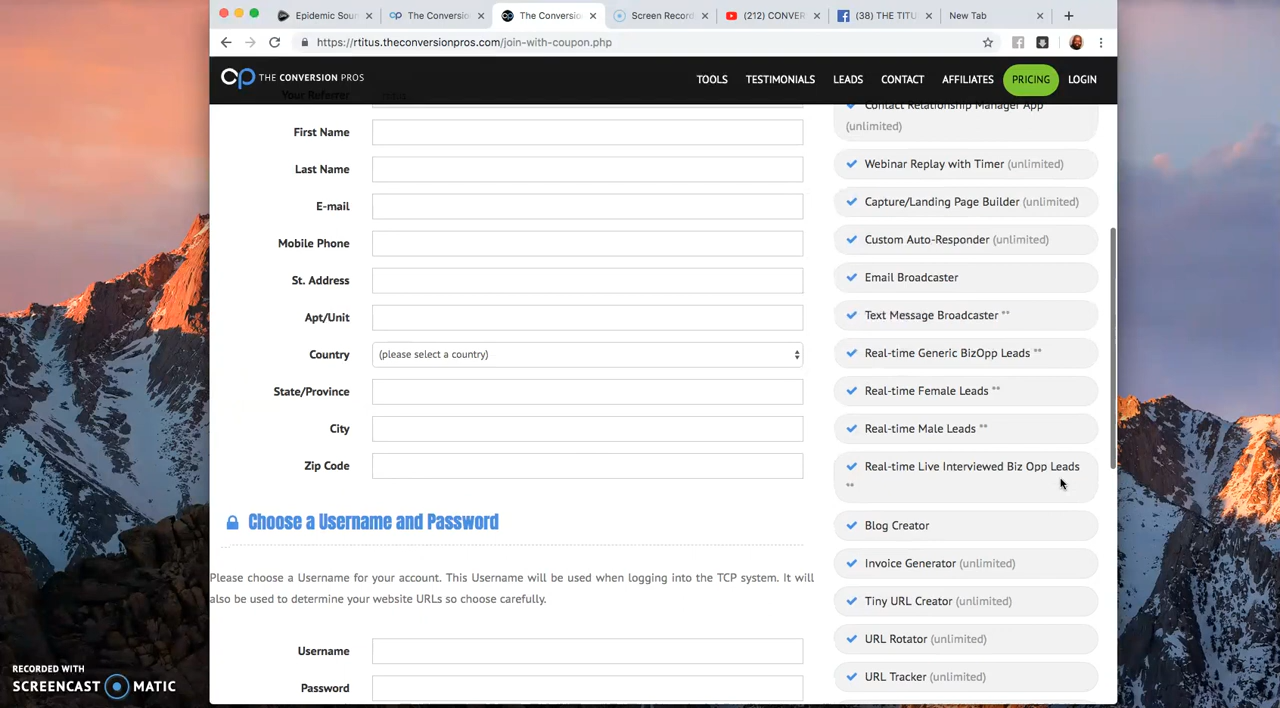 Epidemic Soun
The Conversio
The Conversio
Screen Record
(212) CONVER
(38) THE TITUS
New Tab
https://rtitus.theconversionpros.com/join-with-coupon.php
cp THE CONVERSION PROS
TOOLS
TESTIMONIALS
LEADS
CONTACT
AFFILIATES
PRICING
LOGIN
Your Referrer
First Name
Last Name
E-mail
Mobile Phone
St. Address
Apt/Unit
Country
(please select a country)
State/Province
City
Zip Code
Choose a Username and Password
Please choose a Username for your account. This Username will be used when logging into the TCP system. It will
also be used to determine your website URLs so choose carefully.
Username
Password
Contact Relationship Manager App
(unlimited)
Webinar Replay with Timer (unlimited)
Capture/Landing Page Builder (unlimited)
Custom Auto-Responder (unlimited)
Email Broadcaster
Text Message Broadcaster **
Real-time Generic BizOpp Leads **
Real-time Female Leads **
Real-time Male Leads **
Real-time Live Interviewed Biz Opp Leads
**
Blog Creator
Invoice Generator (unlimited)
Tiny URL Creator (unlimited)
URL Rotator (unlimited)
URL Tracker (unlimited)
RECORDED WITH
SCREENCAST MATIC